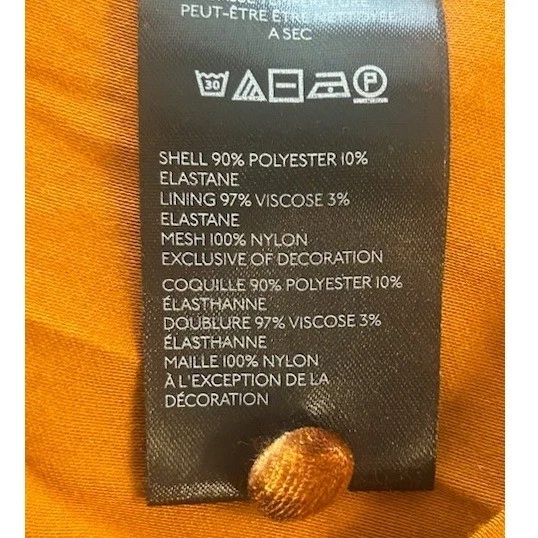 PEUT-ÊTRE ÊTRE NETTOYÉE
A SEC
30
P
SHELL 90% POLYESTER 10%
ELASTANE
LINING 97% VISCOSE 3%
ELASTANE
MESH 100% NYLON
EXCLUSIVE OF DECORATION
COQUILLE 90% POLYESTER 10%
ÉLASTHANNE
DOUBLURE 97% VISCOSE 3%
ÉLASTHANNE
MAILLE 100% NYLON
À L'EXCEPTION DE LA
DÉCORATION